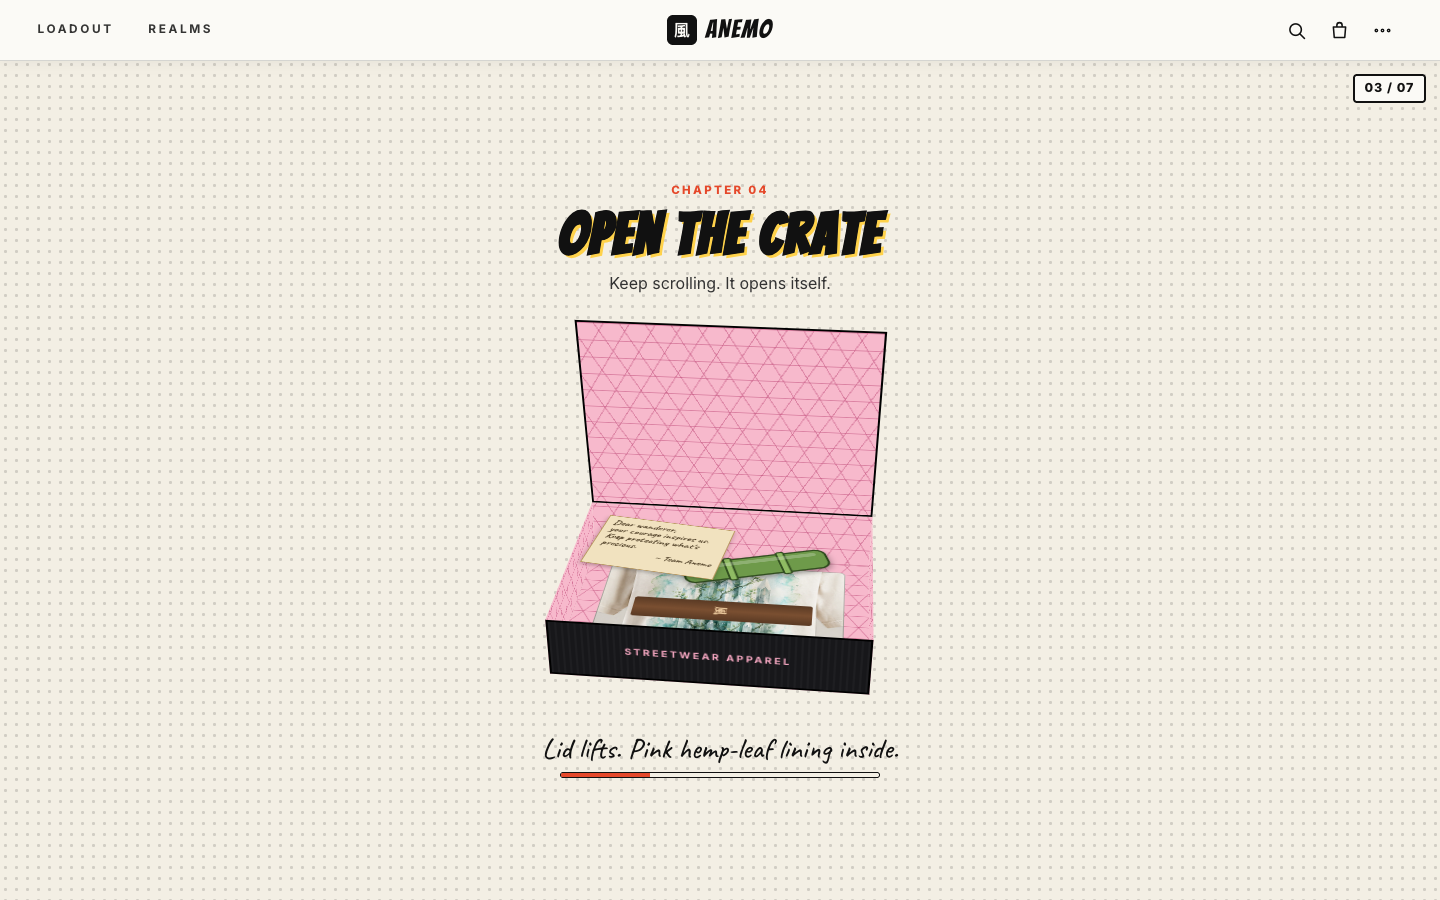 LOADOUT REALMS 風 ANEMO
03 / 07
CHAPTER 04
OPEN THE CRATE
Keep scrolling. It opens itself.
Dear wanderer,
your courage inspires us.
Keep protecting what's
precious.
— Team Anemo
STREETWEAR APPAREL
Lid lifts. Pink hemp-leaf lining inside.